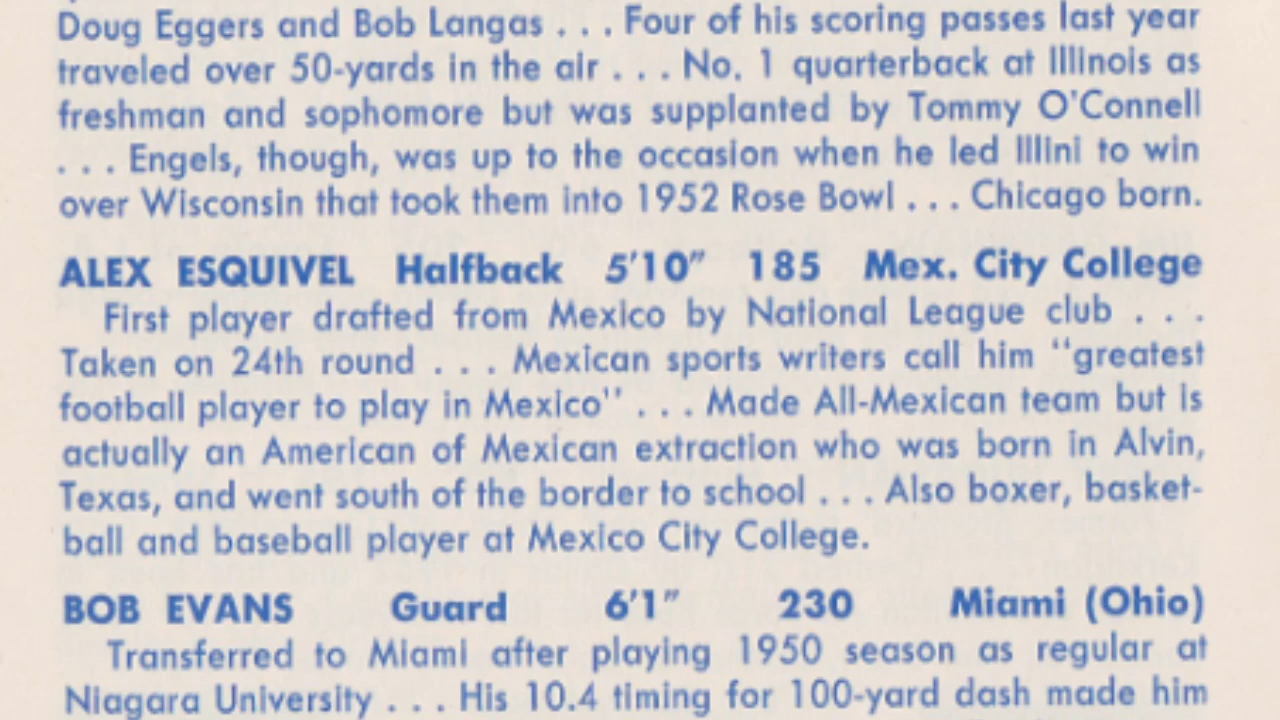 Doug Eggers and Bob Langas . . . Four of his scoring passes last year
traveled over 50-yards in the air . . . No. 1 quarterback at Illinois as
freshman and sophomore but was supplanted by Tommy O'Connell
. . . Engels, though, was up to the occasion when he led Illini to win
over Wisconsin that took them into 1952 Rose Bowl . . . Chicago born.
ALEX ESQUIVEL Halfback 5'10" 185 Mex. City College
First player drafted from Mexico by National League club . . .
Taken on 24th round . . . Mexican sports writers call him "greatest
football player to play in Mexico" . . . Made All-Mexican team but is
actually an American of Mexican extraction who was born in Alvin,
Texas, and went south of the border to school . . . Also boxer, basket-
ball and baseball player at Mexico City College.
BOB EVANS Guard 6'1" 230 Miami (Ohio)
Transferred to Miami after playing 1950 season as regular at
Niagara University . . . His 10.4 timing for 100-yard dash made him